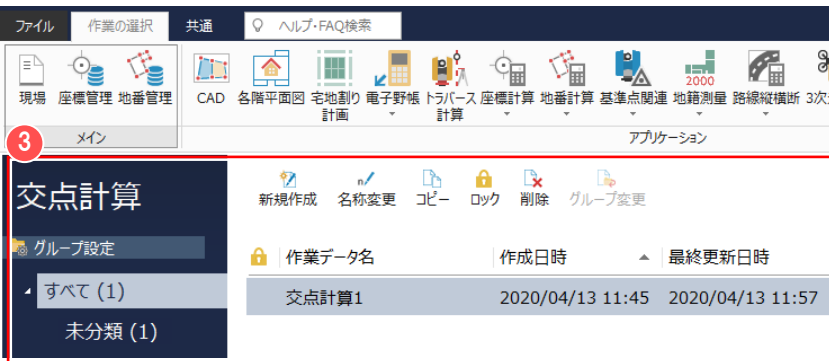 ファイル 作業の選択 共通 ヘルプ・FAQ検索
2000
現場 座標管理 地番管理 CAD 各階平面図 宅地割り計画 電子野帳 トラバース計算 座標計算 地番計算 基準点関連 地籍測量 路線縦横断 3次
メイン アプリケーション
3
交点計算
新規作成 名称変更 コピー ロック 削除 グループ変更
グループ設定
作業データ名 作成日時 最終更新日時
すべて (1)
交点計算1 2020/04/13 11:45 2020/04/13 11:57
未分類 (1)